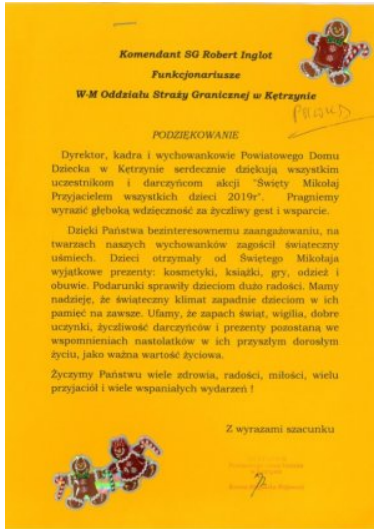 Komendant SG Robert Inglot
Funkcjonariusze
W-M Oddziału Straży Granicznej w Kętrzynie
PODZIĘKOWANIE
Dyrektor, kadra i wychowankowie Powiatowego Domu
Dziecka w Kętrzynie serdecznie dziękują wszystkim
uczestnikom i darczyńcom akcji "Święty Mikołaj
Przyjacielem wszystkich dzieci 2019r". Pragniemy
wyrazić głęboką wdzięczność za życzliwy gest i wsparcie.
Dzięki Państwa bezinteresownemu zaangażowaniu, na
twarzach naszych wychowanków zagościł świąteczny
uśmiech. Dzieci otrzymały od Świętego Mikołaja
wyjątkowe prezenty: kosmetyki, książki, gry, odzież i
obuwie. Podarunki sprawiły dzieciom dużo radości. Mamy
nadzieję, że świąteczny klimat zapadnie dzieciom w ich
pamięć na zawsze. Ufamy, że zapach świąt, wigilia, dobre
uczynki, życzliwość darczyńców i prezenty pozostaną we
wspomnieniach nastolatków w ich przyszłym dorosłym
życiu, jako ważna wartość życiowa.
Życzymy Państwu wiele zdrowia, radości, miłości, wielu
przyjaciół i wiele wspaniałych wydarzeń !
Z wyrazami szacunku